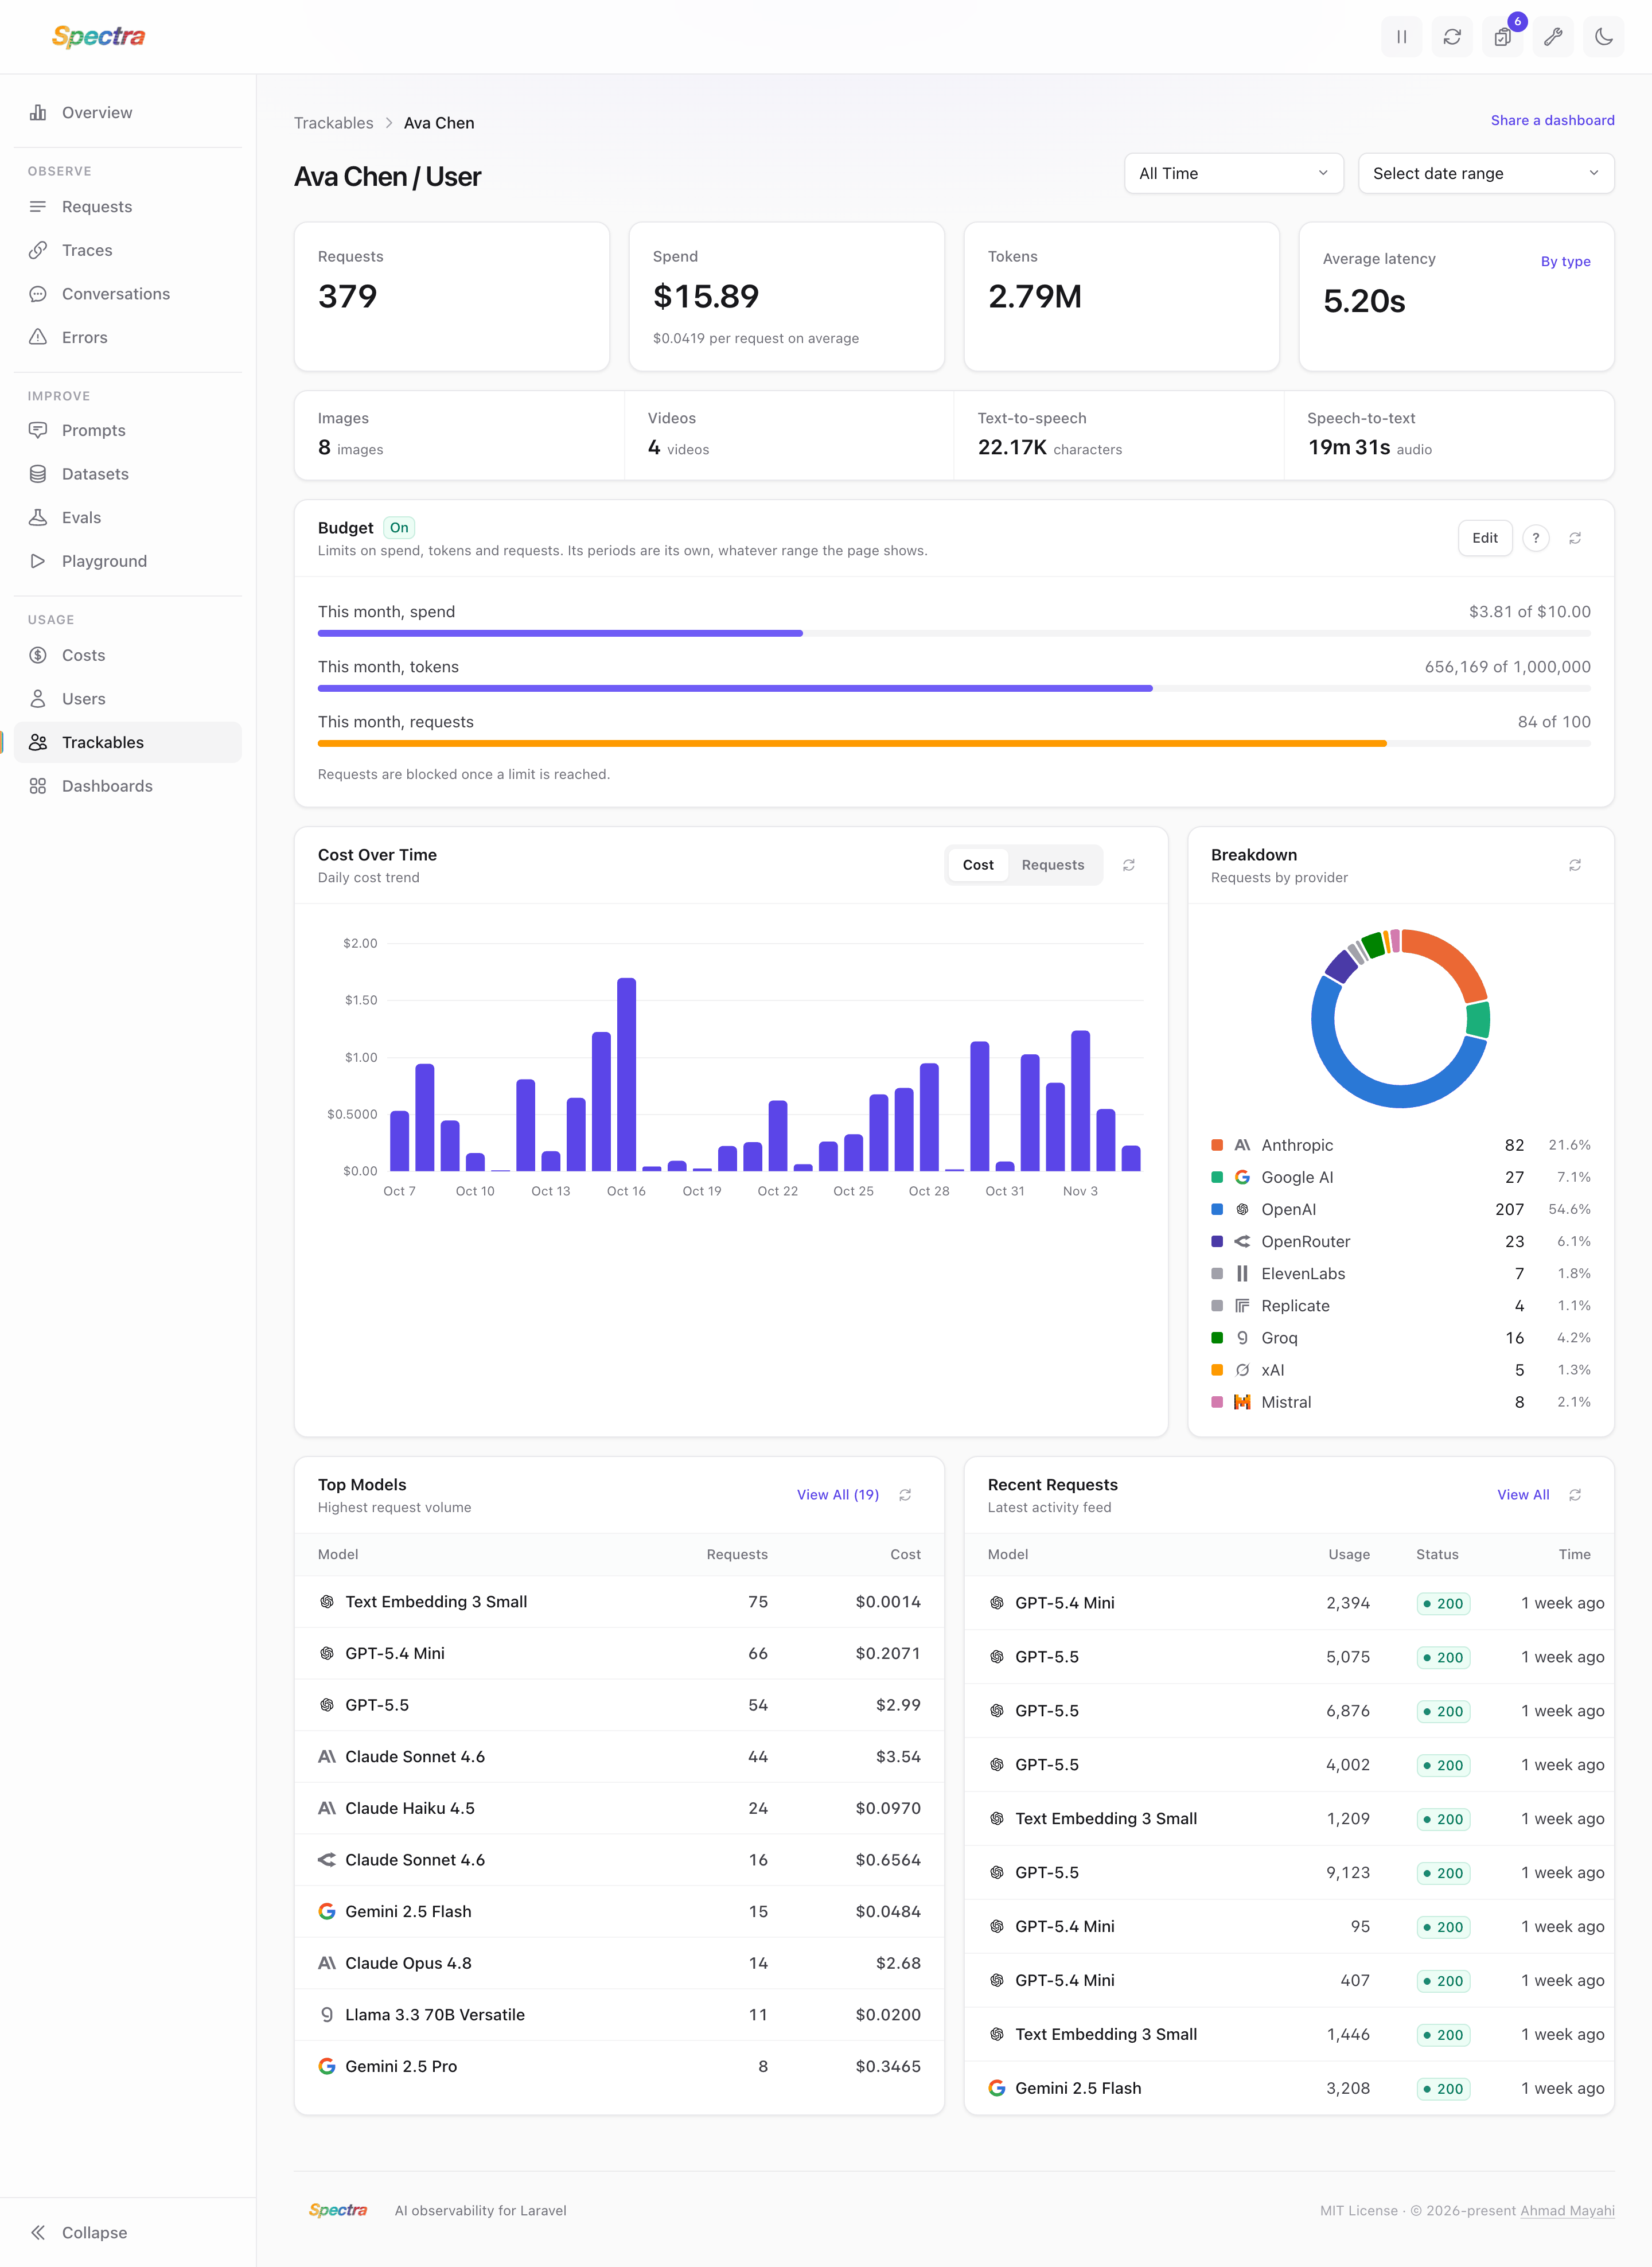 Spectra
6
Overview
OBSERVE
Requests
Traces
Conversations
Errors
IMPROVE
Prompts
Datasets
Evals
Playground
USAGE
Costs
Users
Trackables
Dashboards
Collapse
Trackables > Ava Chen
Share a dashboard
Ava Chen / User
All Time
Select date range
Requests
379
Spend
$15.89
$0.0419 per request on average
Tokens
2.79M
Average latency
By type
5.20s
Images
8 images
Videos
4 videos
Text-to-speech
22.17K characters
Speech-to-text
19m 31s audio
Budget On
Limits on spend, tokens and requests. Its periods are its own, whatever range the page shows.
Edit
?
This month, spend $3.81 of $10.00
This month, tokens 656,169 of 1,000,000
This month, requests 84 of 100
Requests are blocked once a limit is reached.
Cost Over Time
Daily cost trend
Cost Requests
$2.00
$1.50
$1.00
$0.5000
$0.00
Oct 7 Oct 10 Oct 13 Oct 16 Oct 19 Oct 22 Oct 25 Oct 28 Oct 31 Nov 3
Breakdown
Requests by provider
Anthropic 82 21.6%
Google AI 27 7.1%
OpenAI 207 54.6%
OpenRouter 23 6.1%
ElevenLabs 7 1.8%
Replicate 4 1.1%
Groq 16 4.2%
xAI 5 1.3%
Mistral 8 2.1%
Top Models
Highest request volume
View All (19)
Model Requests Cost
Text Embedding 3 Small 75 $0.0014
GPT-5.4 Mini 66 $0.2071
GPT-5.5 54 $2.99
Claude Sonnet 4.6 44 $3.54
Claude Haiku 4.5 24 $0.0970
Claude Sonnet 4.6 16 $0.6564
Gemini 2.5 Flash 15 $0.0484
Claude Opus 4.8 14 $2.68
Llama 3.3 70B Versatile 11 $0.0200
Gemini 2.5 Pro 8 $0.3465
Recent Requests
Latest activity feed
View All
Model Usage Status Time
GPT-5.4 Mini 2,394 200 1 week ago
GPT-5.5 5,075 200 1 week ago
GPT-5.5 6,876 200 1 week ago
GPT-5.5 4,002 200 1 week ago
Text Embedding 3 Small 1,209 200 1 week ago
GPT-5.5 9,123 200 1 week ago
GPT-5.4 Mini 95 200 1 week ago
GPT-5.4 Mini 407 200 1 week ago
Text Embedding 3 Small 1,446 200 1 week ago
Gemini 2.5 Flash 3,208 200 1 week ago
Spectra AI observability for Laravel
MIT License · © 2026-present Ahmad Mayahi